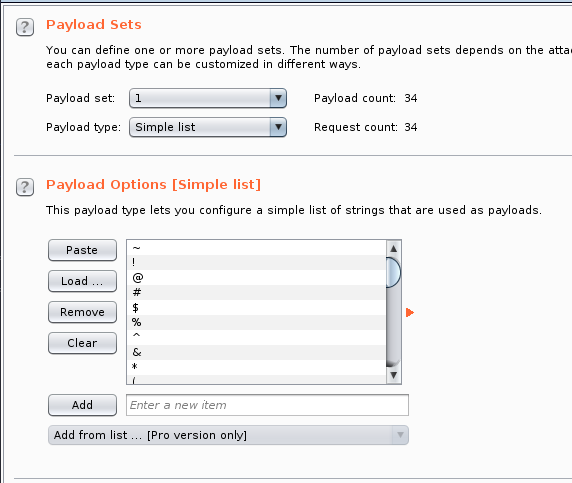 Payload Sets
You can define one or more payload sets. The number of payload sets depends on the
each payload type can be customized in different ways.
Payload set: 1 Payload count: 34
Payload type: Simple list Request count: 34
Payload Options [Simple list]
This payload type lets you configure a simple list of strings that are used as payloads.
Paste
Load ...
Remove
Clear
~
!
@
#
$
%
^
&
*
(
Add Enter a new item
Add from list ... [Pro version only]